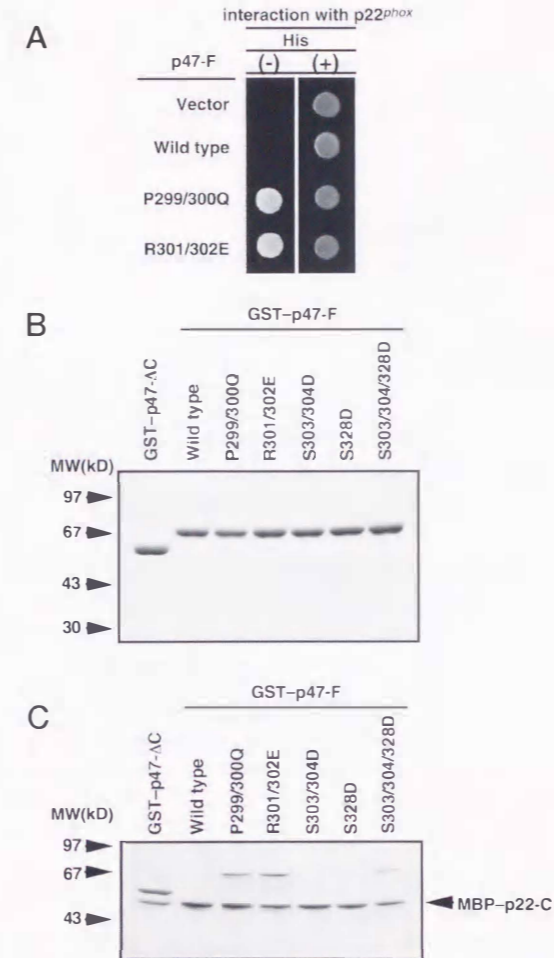 A
interaction with p22phox
His
p47-F (-) (+)
Vector
Wild type
P299/300Q
R301/302E
B
GST–p47-F
GST–p47-ΔC
Wild type
P299/300Q
R301/302E
S303/304D
S328D
S303/304/328D
MW(kD)
97
67
43
30
C
GST–p47-F
GST–p47-ΔC
Wild type
P299/300Q
R301/302E
S303/304D
S328D
S303/304/328D
MW(kD)
97
67
43
MBP–p22-C